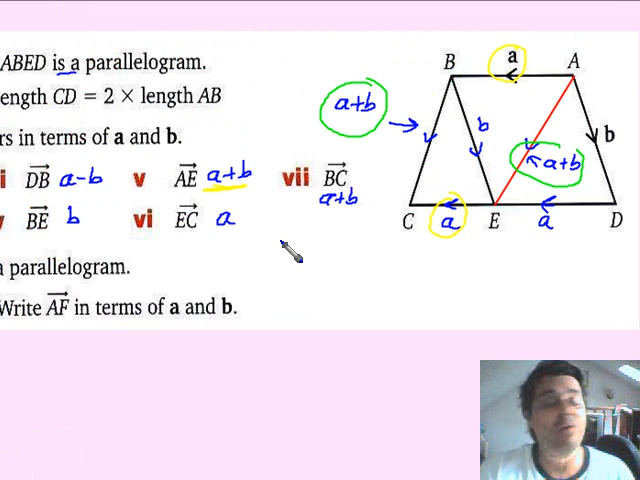 ABED is a parallelogram.
ength CD = 2 × length AB
rs in terms of a and b.
i DB a-b v AE a+b vii BC
a+b
BE b vi EC a
a parallelogram.
Write AF in terms of a and b.
B a A
a+b
b b
a+b
C a E a D